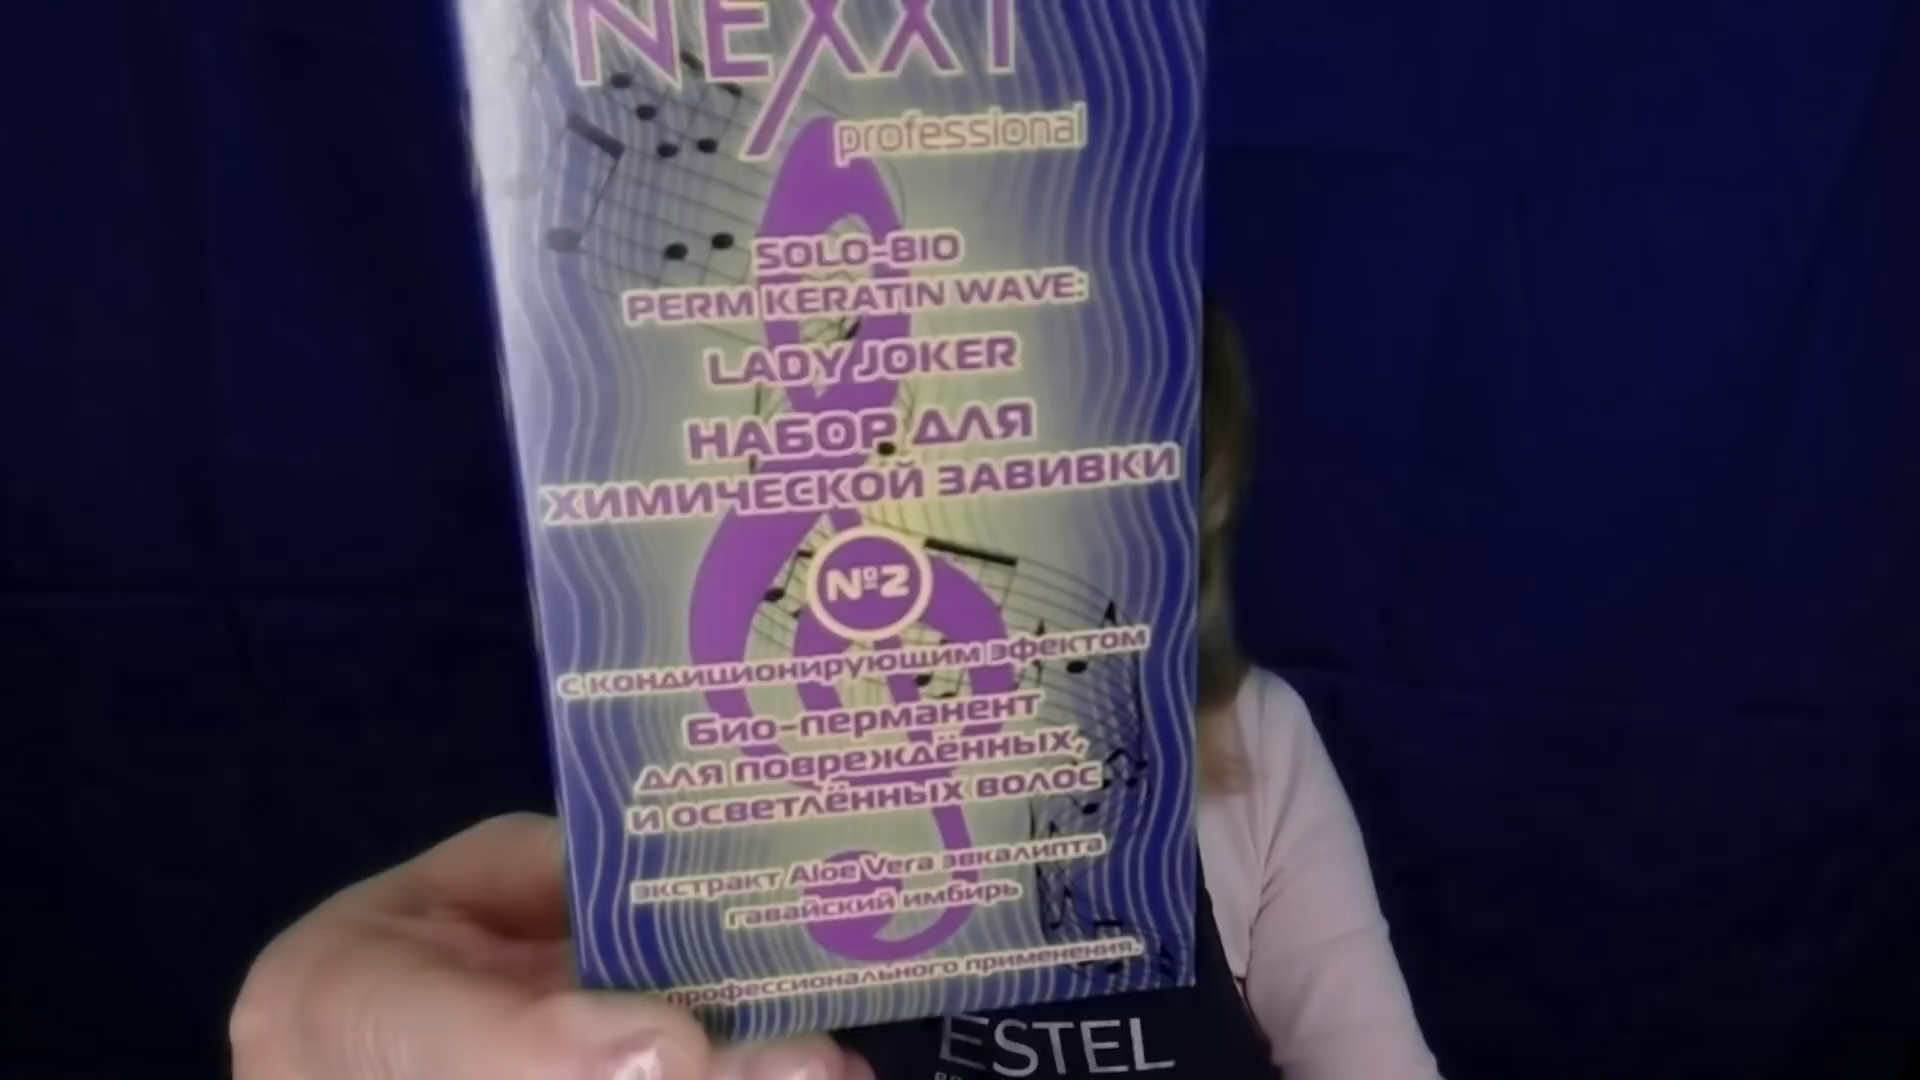 NEXXT
professional
SOLO-BIO
PERM KERATIN WAVE:
LADY JOKER
НАБОР ДЛЯ
ХИМИЧЕСКОЙ ЗАВИВКИ
№2
с кондиционирующим эфектом
Био-перманент
для повреждённых,
и осветлённых волос
экстракт Aloe Vera эвкалипта
гавайский имбирь
профессионального применения.
ESTEL